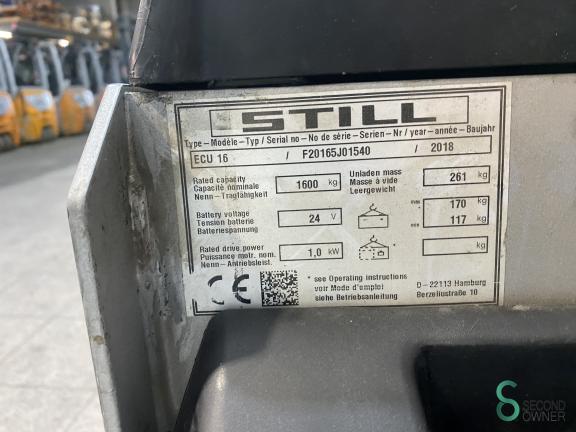 STILL
Type – Modèle – Typ / Serial no – No de série – Serien – Nr / year – année – Baujahr
ECU 16 / F20165J01540 / 2018
Rated capacity
Capacité nominale
Nenn – Tragfähigkeit
1600 kg
Unladen mass
Masse à vide
Leergewicht
261 kg
Battery voltage
Tension batterie
Batteriespannung
24 V
max 170 kg
min 117 kg
Rated drive power
Puissance motr. nom.
Nenn – Antriebsleist.
1,0 kW
kg
* see Operating instructions
voir Mode d'emploi
siehe Betriebsanleitung
CE
D – 22113 Hamburg
Berzeliusstraße 10
SECOND
OWNER